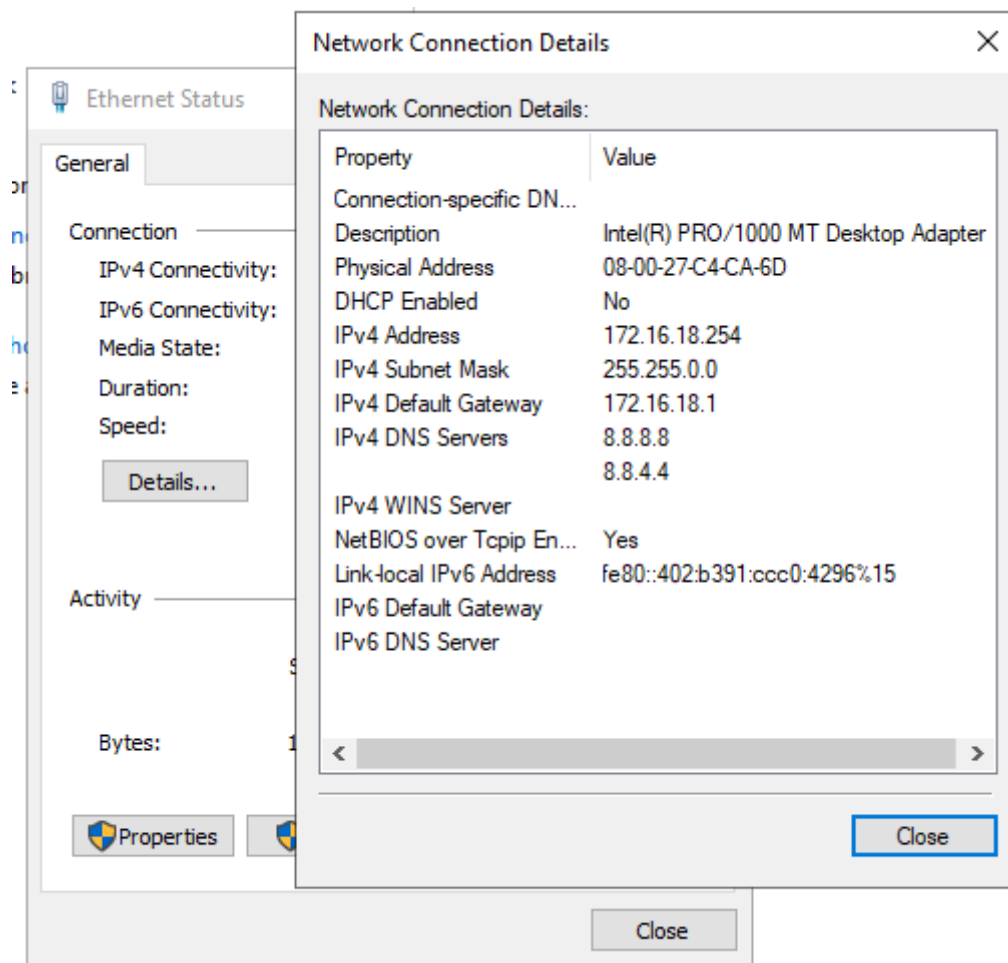 Network Connection Details
Ethernet Status
Network Connection Details:
General
Property Value
Connection-specific DN...
Description Intel(R) PRO/1000 MT Desktop Adapter
Physical Address 08-00-27-C4-CA-6D
DHCP Enabled No
IPv4 Address 172.16.18.254
IPv4 Subnet Mask 255.255.0.0
IPv4 Default Gateway 172.16.18.1
IPv4 DNS Servers 8.8.8.8
8.8.4.4
IPv4 WINS Server
NetBIOS over Tcpip En... Yes
Link-local IPv6 Address fe80::402:b391:ccc0:4296%15
IPv6 Default Gateway
IPv6 DNS Server
Close
Connection
IPv4 Connectivity:
IPv6 Connectivity:
Media State:
Duration:
Speed:
Details...
Activity
Bytes: 1
Properties
Close